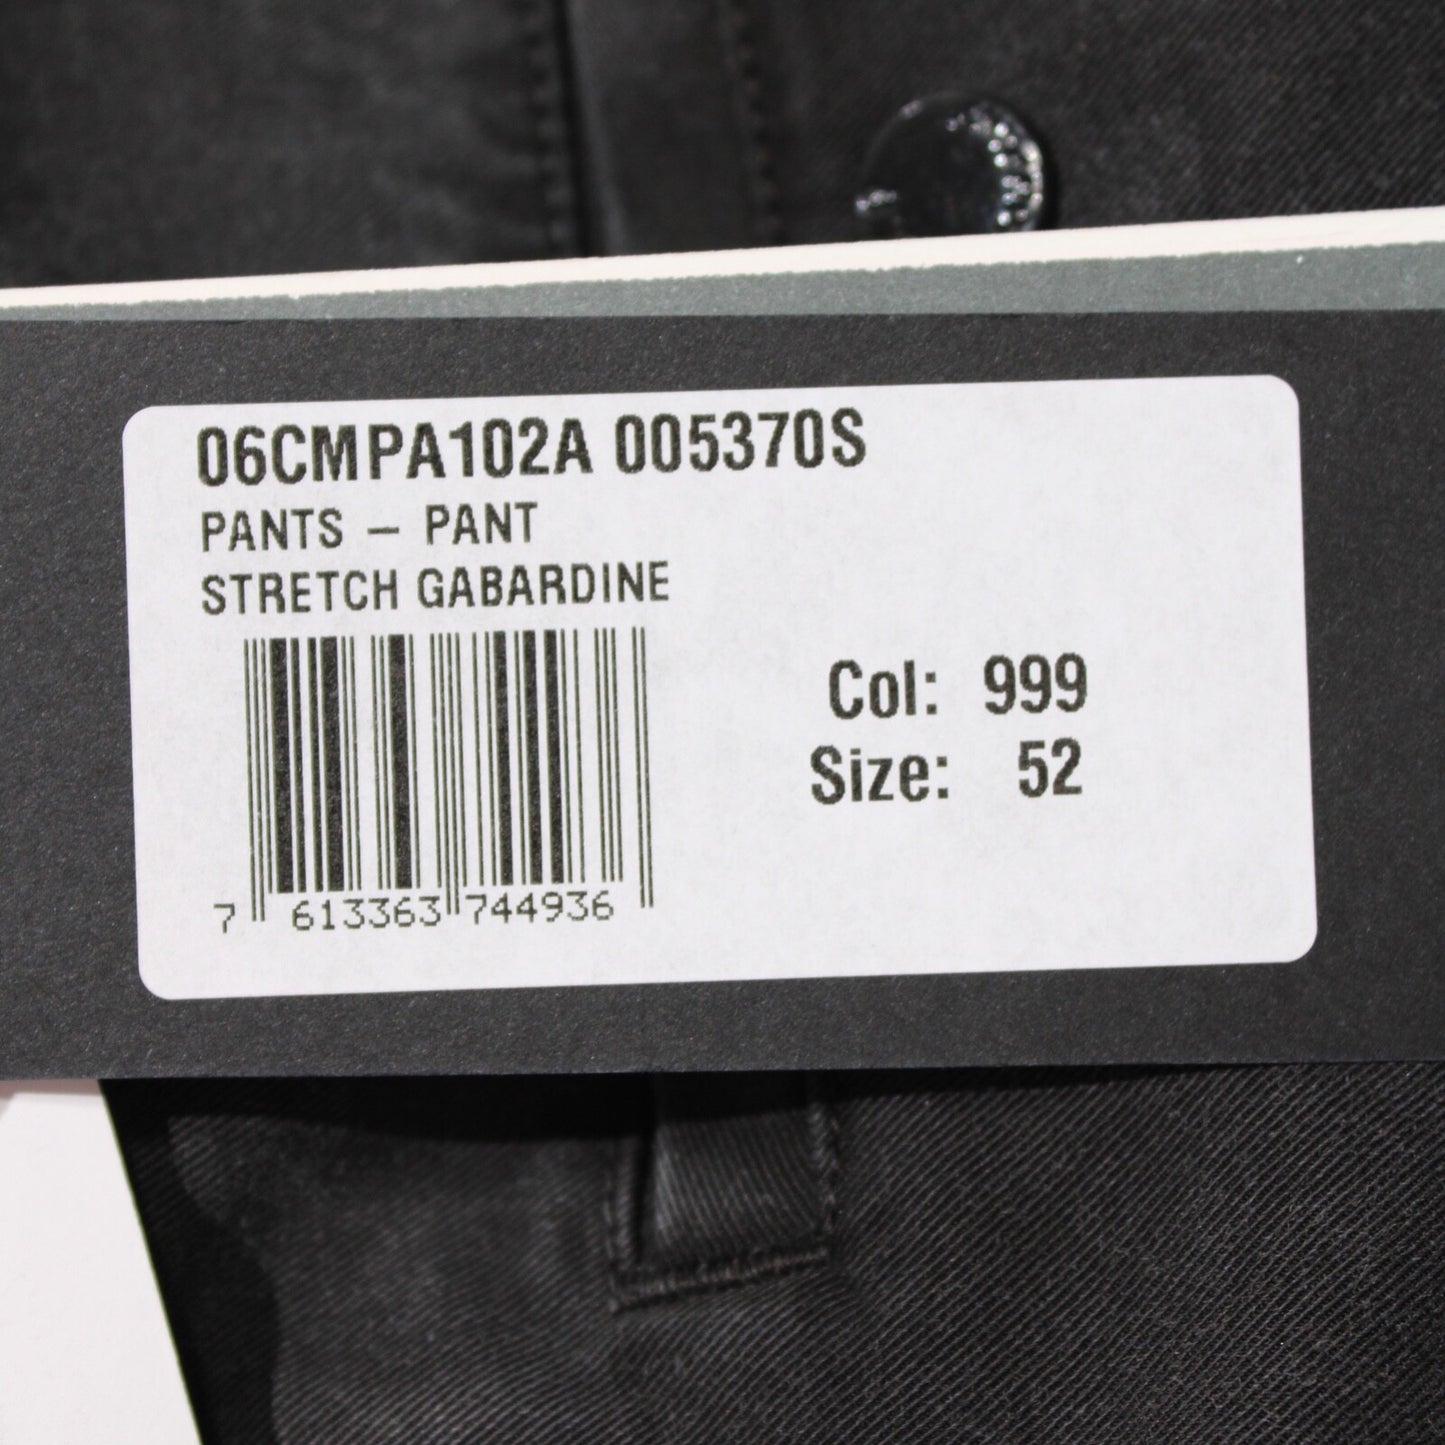 06CMPA102A 005370S
PANTS – PANT
STRETCH GABARDINE
Col: 999
Size: 52
7 613363 744936